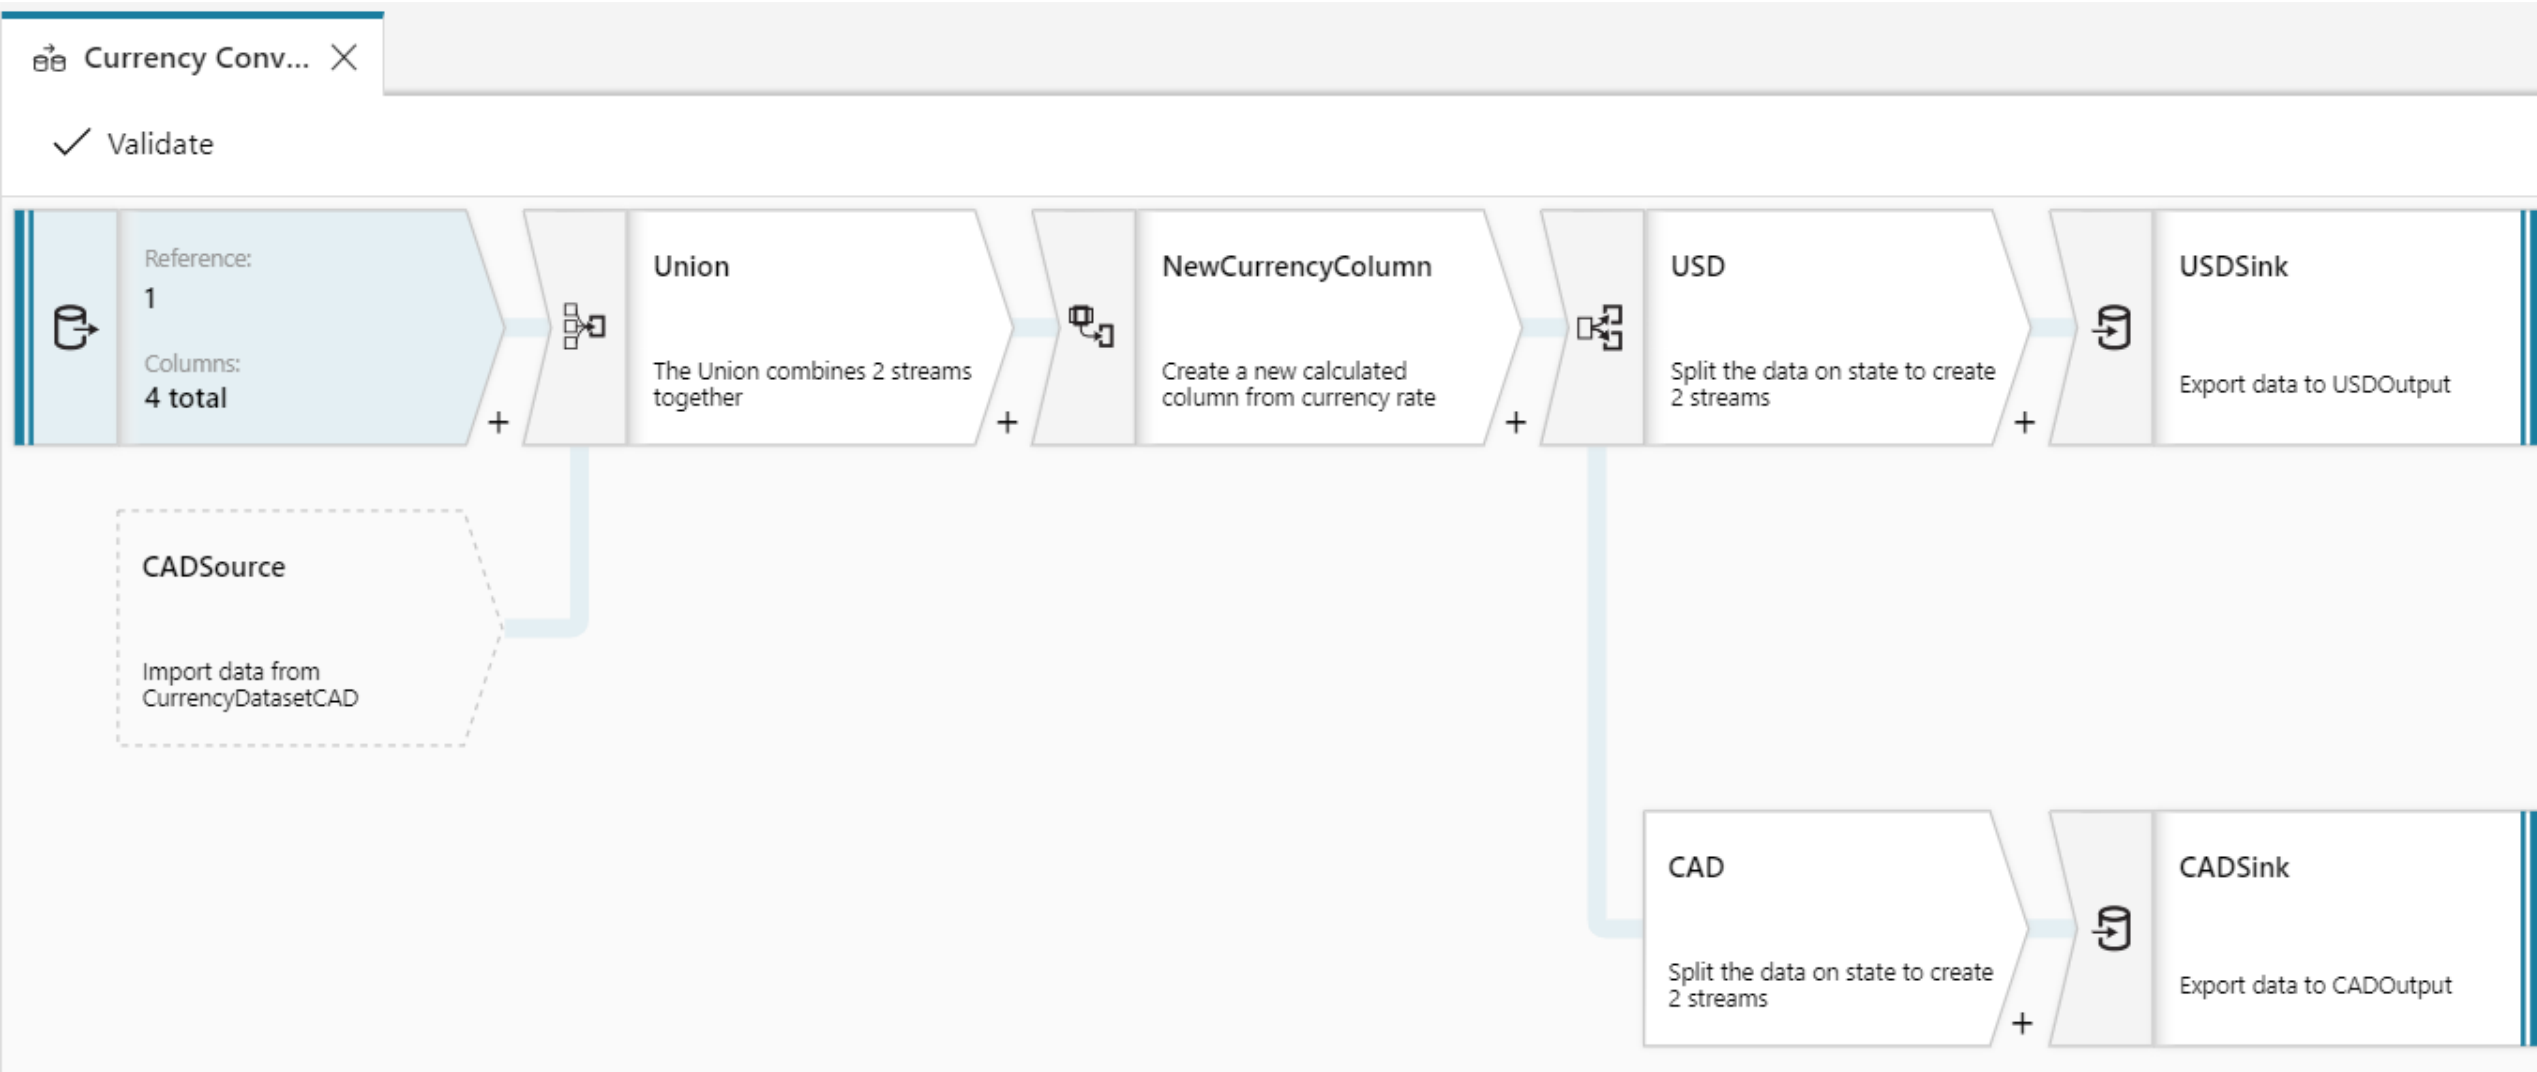 Currency Conv...
Validate
Reference:
1
Columns:
4 total
+
Union
The Union combines 2 streams
together
+
NewCurrencyColumn
Create a new calculated
column from currency rate
+
USD
Split the data on state to create
2 streams
+
USDSink
Export data to USDOutput
CADSource
Import data from
CurrencyDatasetCAD
CAD
Split the data on state to create
2 streams
+
CADSink
Export data to CADOutput